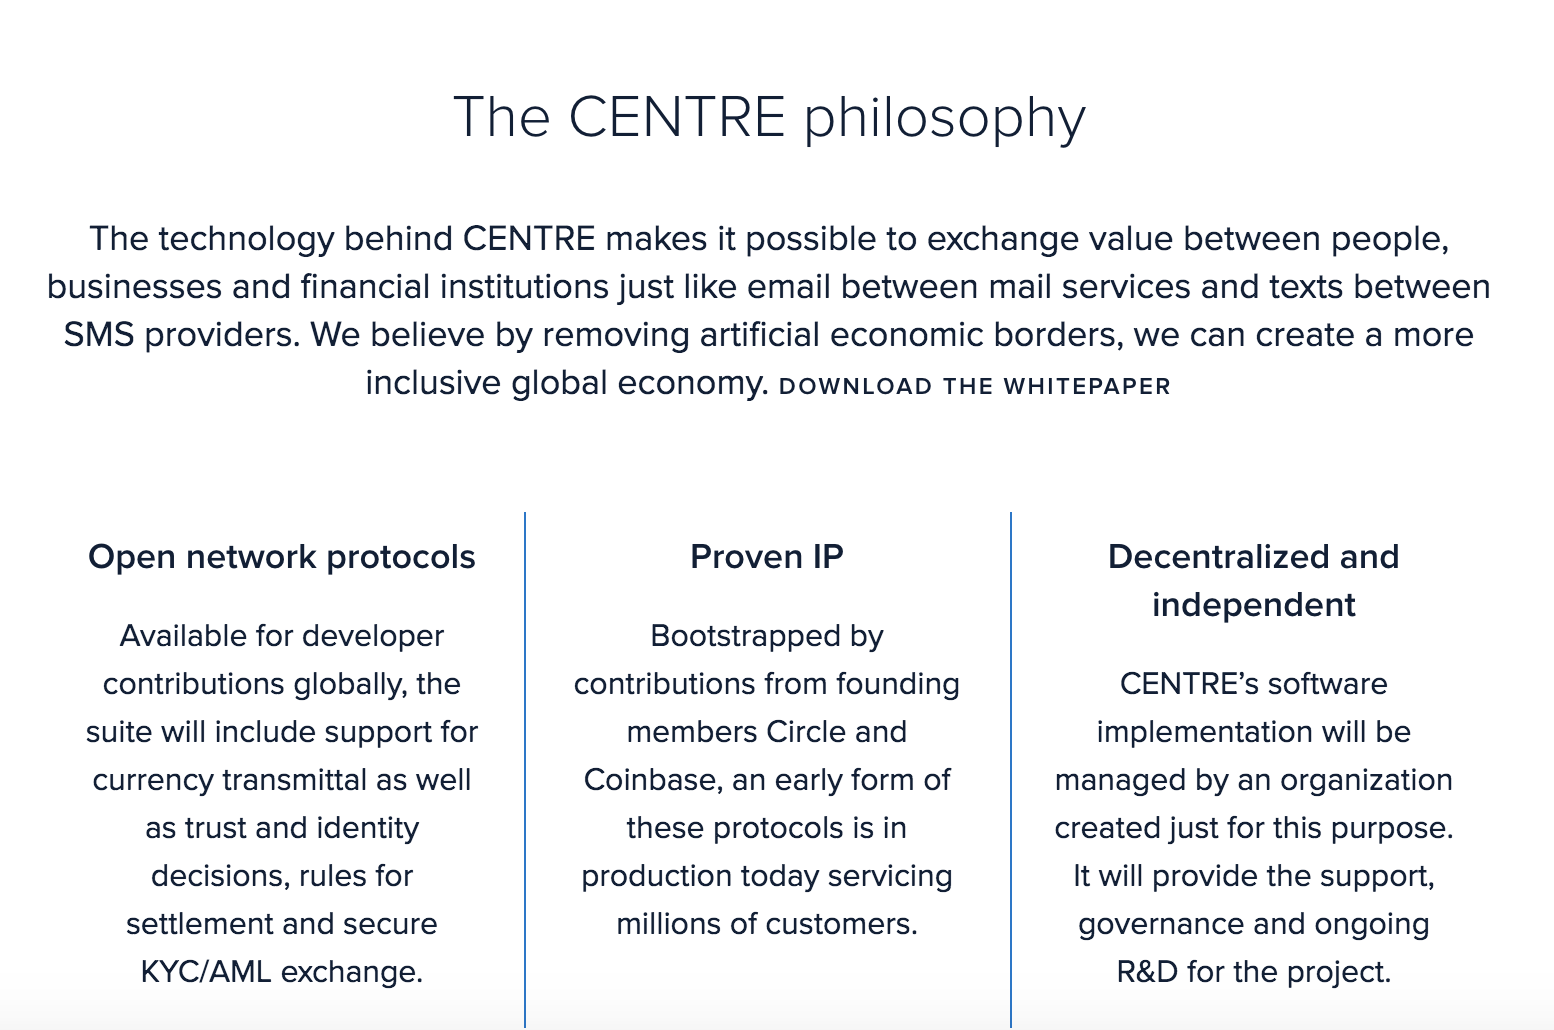 The CENTRE philosophy
The technology behind CENTRE makes it possible to exchange value between people,
businesses and financial institutions just like email between mail services and texts between
SMS providers. We believe by removing artificial economic borders, we can create a more
inclusive global economy. DOWNLOAD THE WHITEPAPER
Open network protocols
Available for developer
contributions globally, the
suite will include support for
currency transmittal as well
as trust and identity
decisions, rules for
settlement and secure
KYC/AML exchange.
Proven IP
Bootstrapped by
contributions from founding
members Circle and
Coinbase, an early form of
these protocols is in
production today servicing
millions of customers.
Decentralized and
independent
CENTRE’s software
implementation will be
managed by an organization
created just for this purpose.
It will provide the support,
governance and ongoing
R&D for the project.